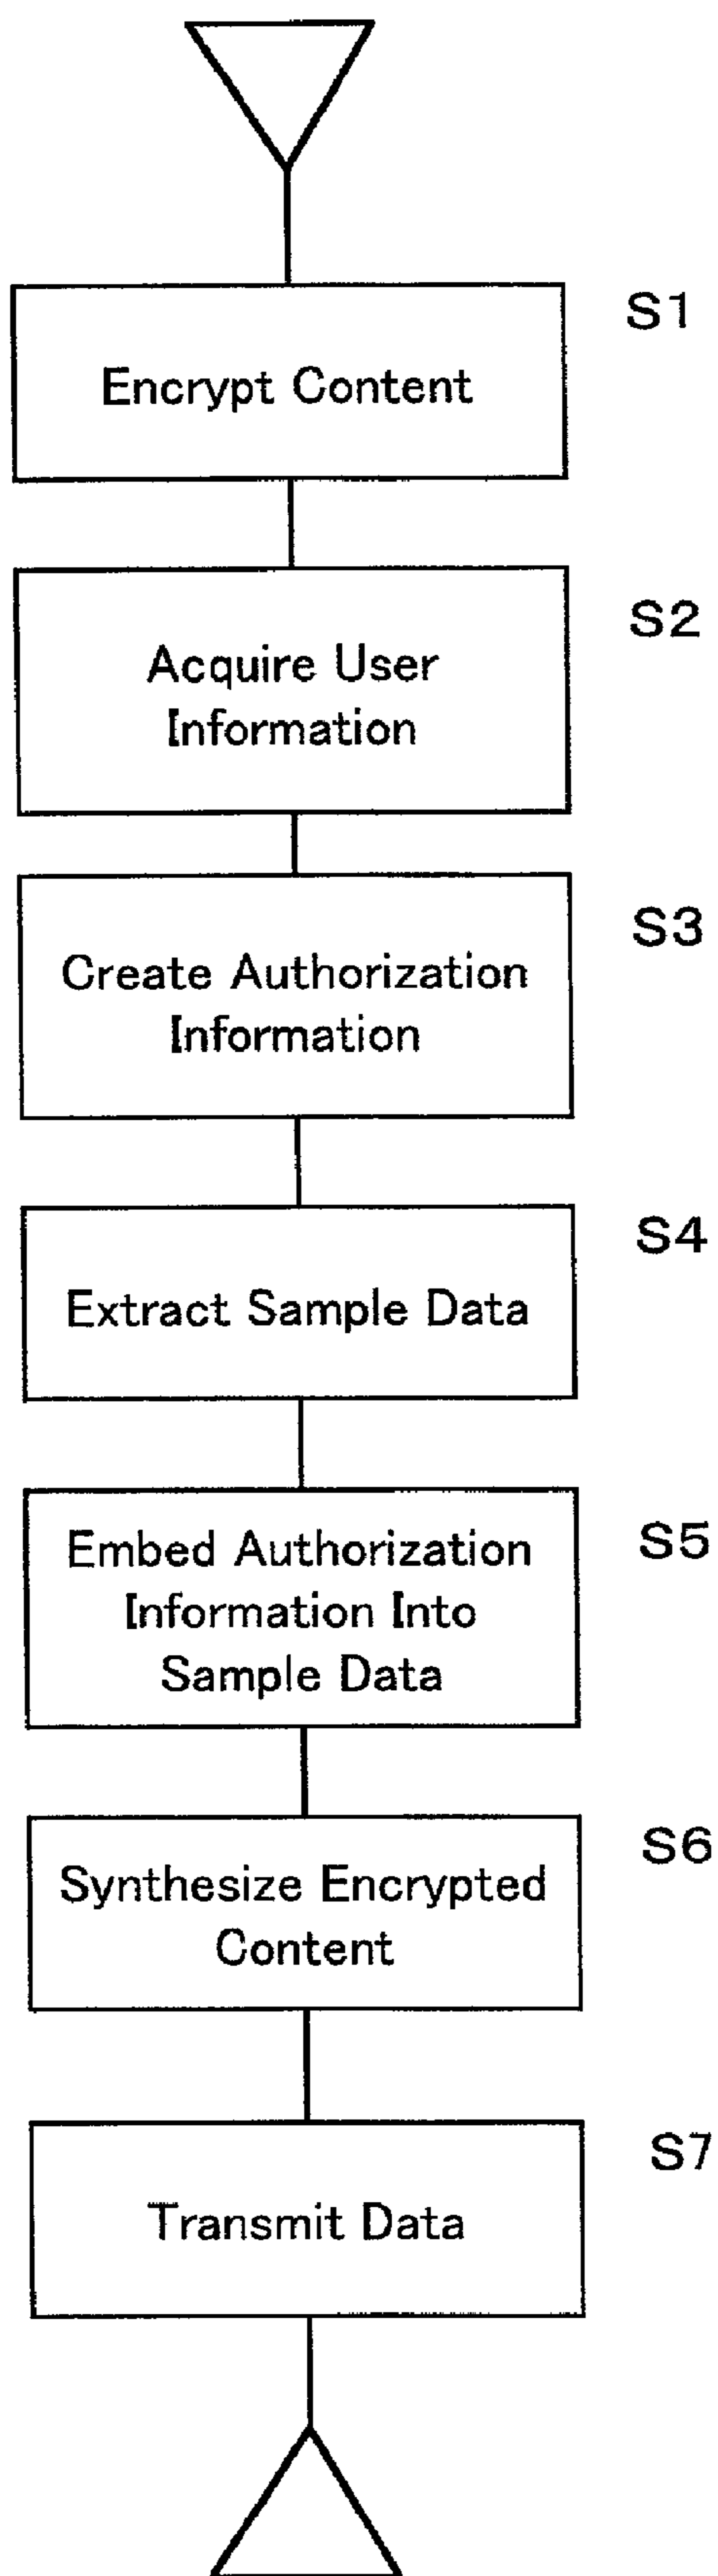 S1
Encrypt Content
S2
Acquire User
Information
S3
Create Authorization
Information
S4
Extract Sample Data
S5
Embed Authorization
Information Into
Sample Data
S6
Synthesize Encrypted
Content
S7
Transmit Data